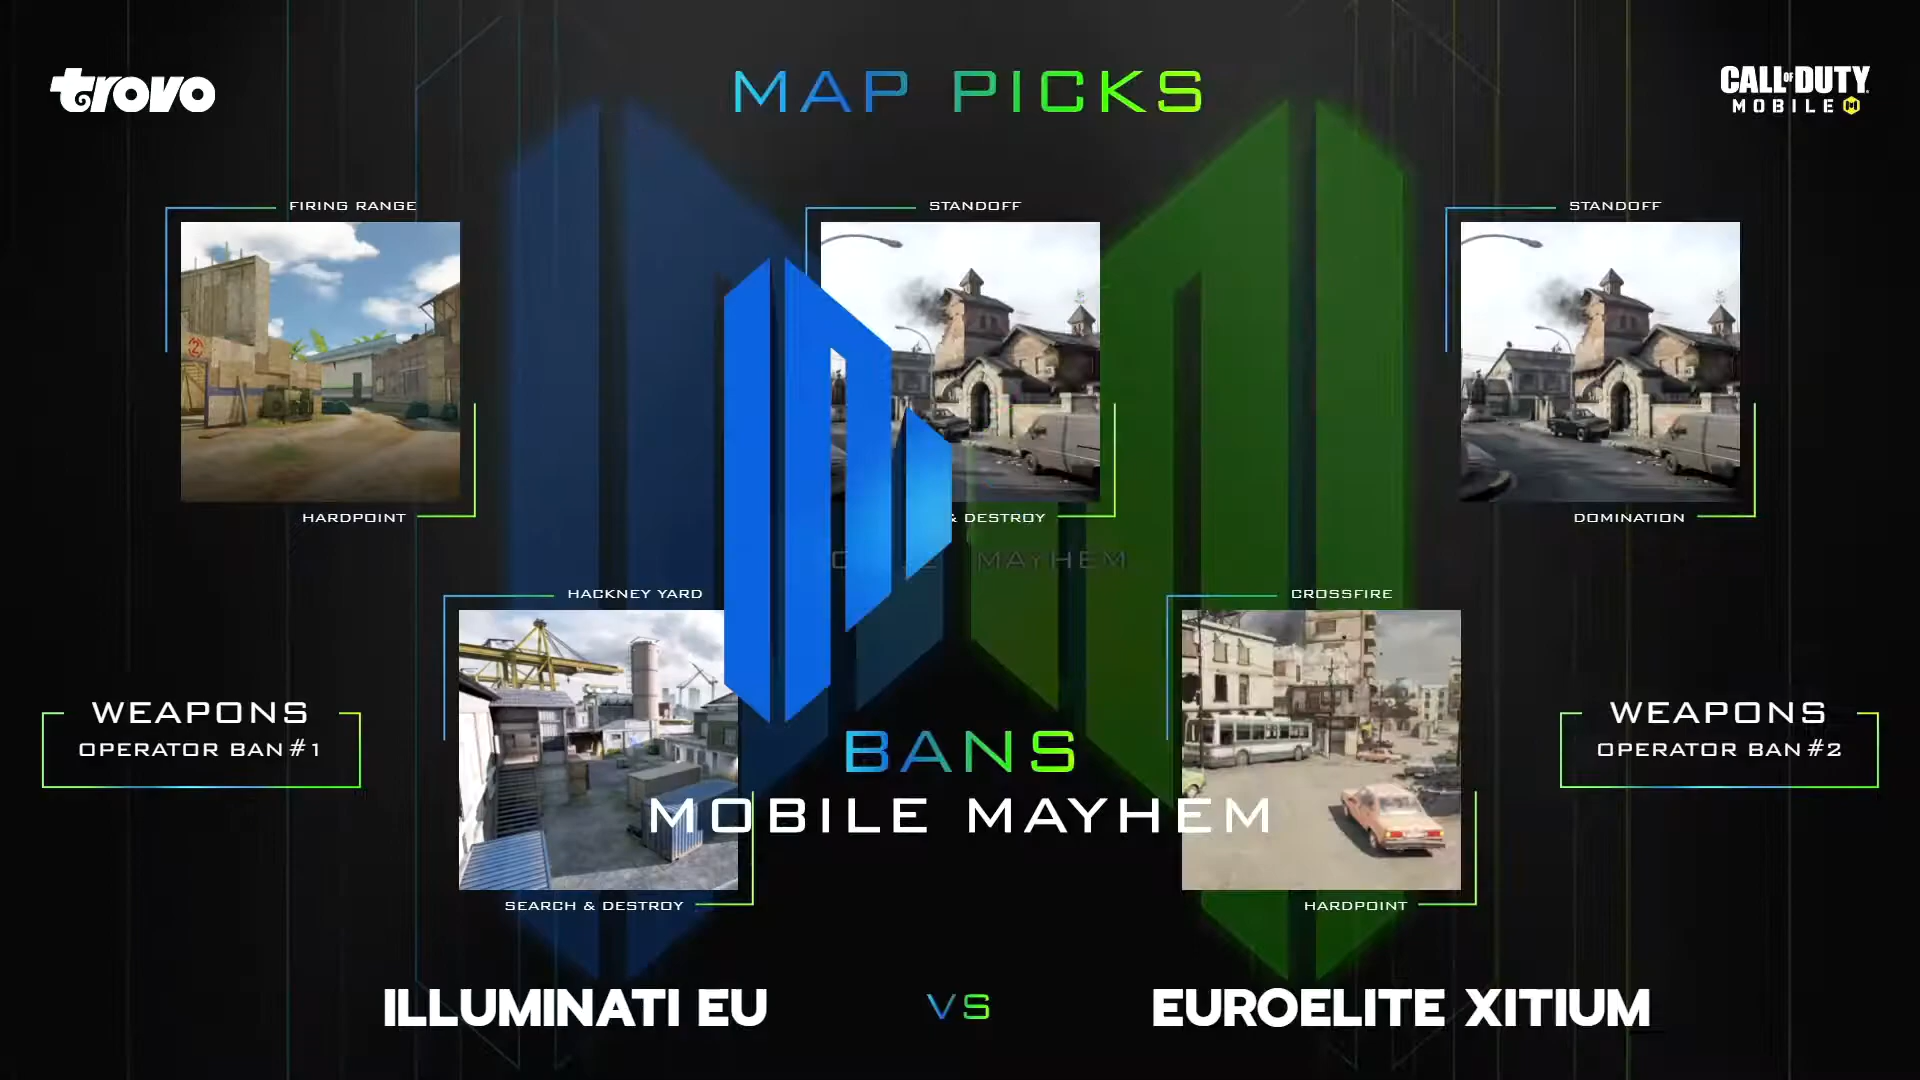 trovo
MAP PICKS
CALL OF DUTY
MOBILE
FIRING RANGE
STANDOFF
STANDOFF
HARDPOINT
& DESTROY
DOMINATION
MAYHEM
HACKNEY YARD
CROSSFIRE
WEAPONS
OPERATOR BAN #1
WEAPONS
OPERATOR BAN #2
BANS
MOBILE MAYHEM
SEARCH & DESTROY
HARDPOINT
ILLUMINATI EU
VS
EUROELITE XITIUM